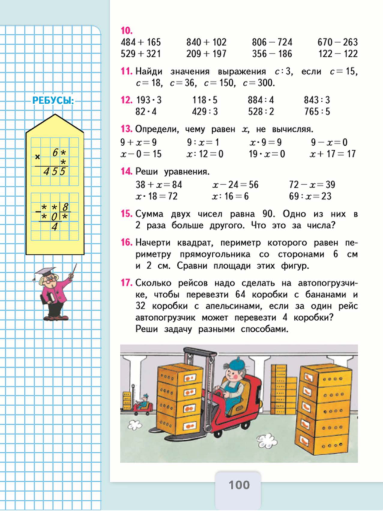 10.
484 + 165 840 + 102 806 − 724 670 − 263
529 + 321 209 + 197 356 − 186 122 − 122
11. Найди значения выражения c : 3, если c = 15,
c = 18, c = 36, c = 150, c = 300.
РЕБУСЫ:
12. 193 · 3 118 · 5 884 : 4 843 : 3
82 · 4 429 : 3 528 : 2 765 : 5
13. Определи, чему равен x, не вычисляя.
9 + x = 9 9 : x = 1 x · 9 = 9 9 − x = 0
x − 0 = 15 x : 12 = 0 19 · x = 0 x + 17 = 17
× 6*
*
455
14. Реши уравнения.
38 + x = 84 x − 24 = 56 72 − x = 39
x · 18 = 72 x : 16 = 6 69 : x = 23
− **8
*0*
4
15. Сумма двух чисел равна 90. Одно из них в
2 раза больше другого. Что это за числа?
16. Начерти квадрат, периметр которого равен пе-
риметру прямоугольника со сторонами 6 см
и 2 см. Сравни площади этих фигур.
17. Сколько рейсов надо сделать на автопогрузчи-
ке, чтобы перевезти 64 коробки с бананами и
32 коробки с апельсинами, если за один рейс
автопогрузчик может перевезти 4 коробки?
Реши задачу разными способами.
100